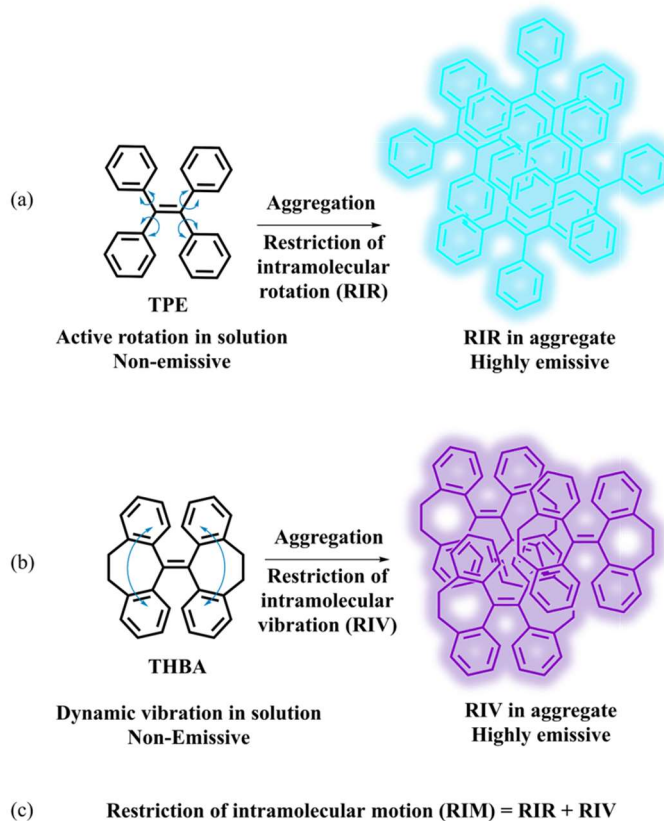 (a)
TPE
Active rotation in solution
Non-emissive
Aggregation
Restriction of
intramolecular
rotation (RIR)
RIR in aggregate
Highly emissive
(b)
THBA
Dynamic vibration in solution
Non-Emissive
Aggregation
Restriction of
intramolecular
vibration (RIV)
RIV in aggregate
Highly emissive
(c)
Restriction of intramolecular motion (RIM) = RIR + RIV